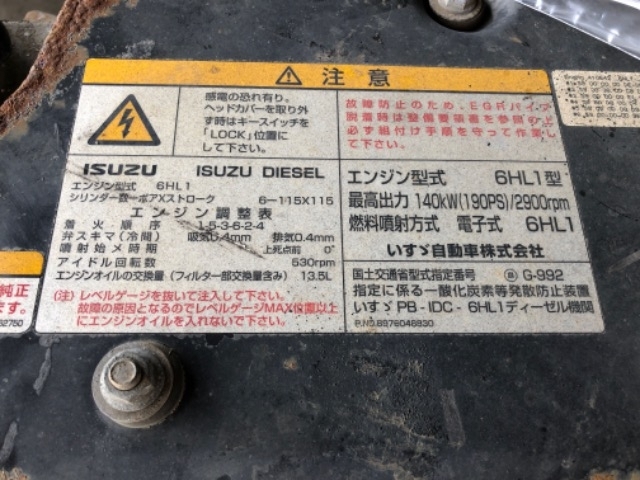 注意
感電の恐れ有り。
ヘッドカバーを取り外
す時はキースイッチを
「LOCK」位置に
して下さい。
故障防止のため、EGRパイプ
脱着時は整備要領書を参照の上
必ず組付け手順を守って作業し
て下さい。
ISUZU ISUZU DIESEL
エンジン型式 6HL1
シリンダー数-ボアXストローク 6-115X115
エンジン調整表
着火順序 1-5-3-6-2-4
弁スキマ(冷間) 吸気0.4mm 排気0.4mm
噴射始メ時期 上死点前 0°
アイドル回転数 530rpm
エンジンオイルの交換量(フィルター部交換量含み) 13.5L
(注)レベルゲージを抜いて注入して下さい。
故障の原因となるのでレベルゲージMAX位置以上
にエンジンオイルを入れないで下さい。
エンジン型式 6HL1型
最高出力 140kW(190PS)/2900rpm
燃料噴射方式 電子式 6HL1
いすゞ自動車株式会社
国土交通省型式指定番号 G-992
指定に係る一酸化炭素等発散防止装置
いすゞPB-IDC-6HL1ディーゼル機関
P.NO.8976048930
純正
です。